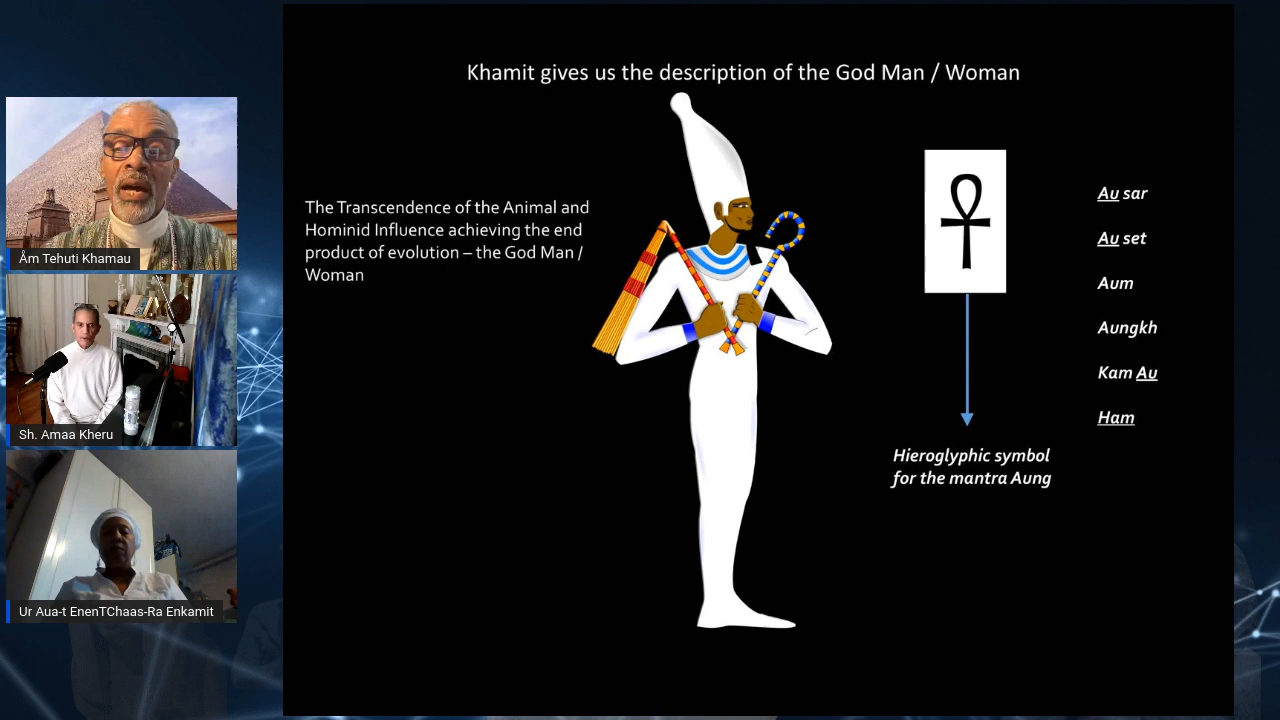 Khamit gives us the description of the God Man / Woman
The Transcendence of the Animal and
Hominid Influence achieving the end
product of evolution – the God Man /
Woman
Au sar
Au set
Aum
Aungkh
Kam Au
Ham
Hieroglyphic symbol
for the mantra Aung
Åm Tehuti Khamau
Sh. Amaa Kheru
Ur Aua-t EnenTChaas-Ra Enkamit